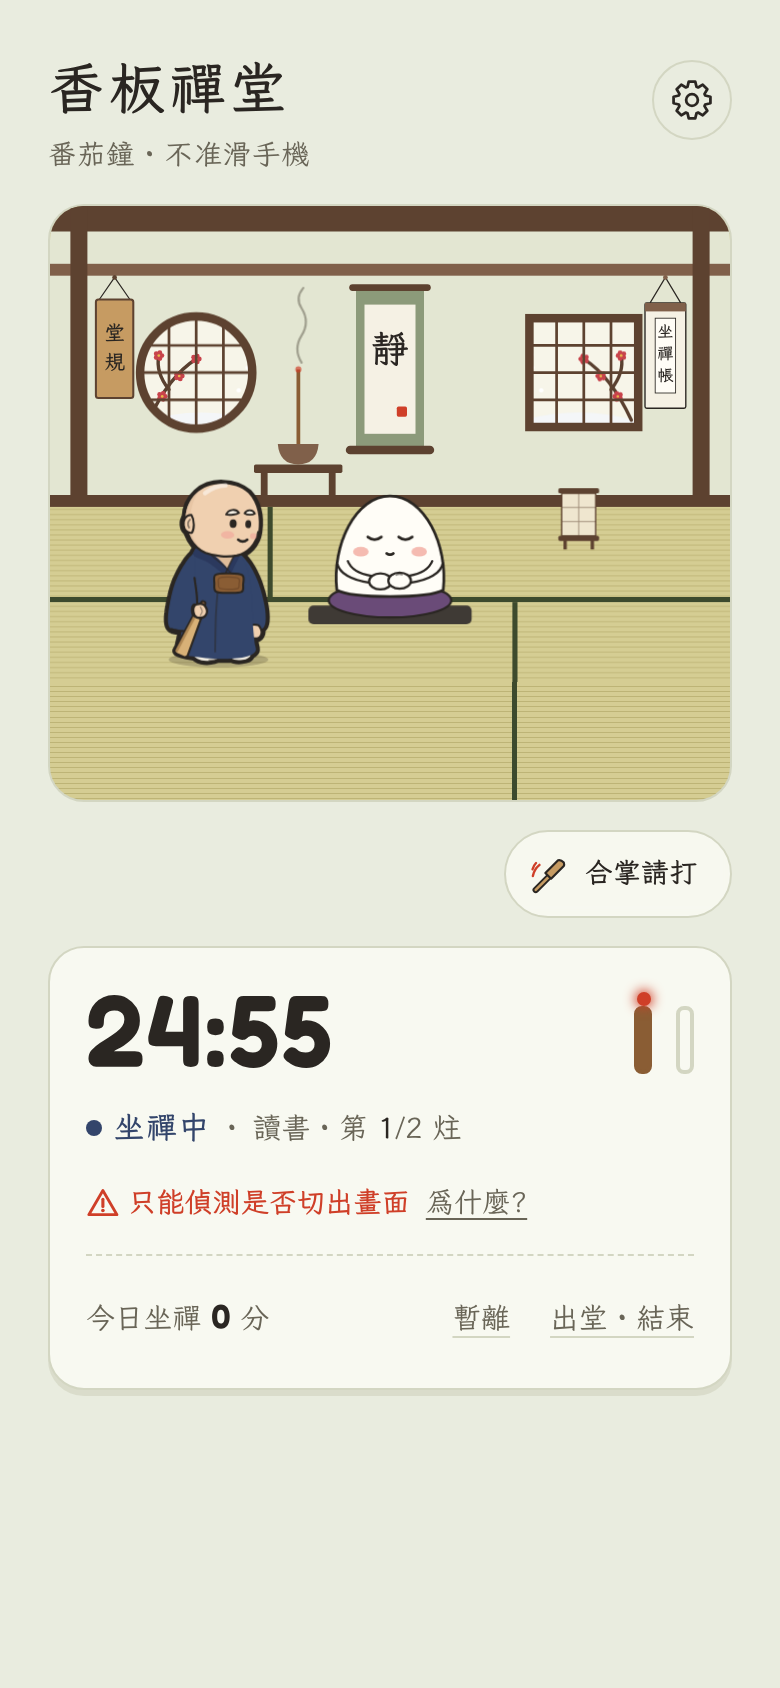 香板禪堂
番茄鐘・不准滑手機
堂規
靜
坐禪帳
合掌請打
24:55
坐禪中・讀書・第 1/2 炷
只能偵測是否切出畫面 為什麼?
今日坐禪 0 分
暫離 出堂・結束